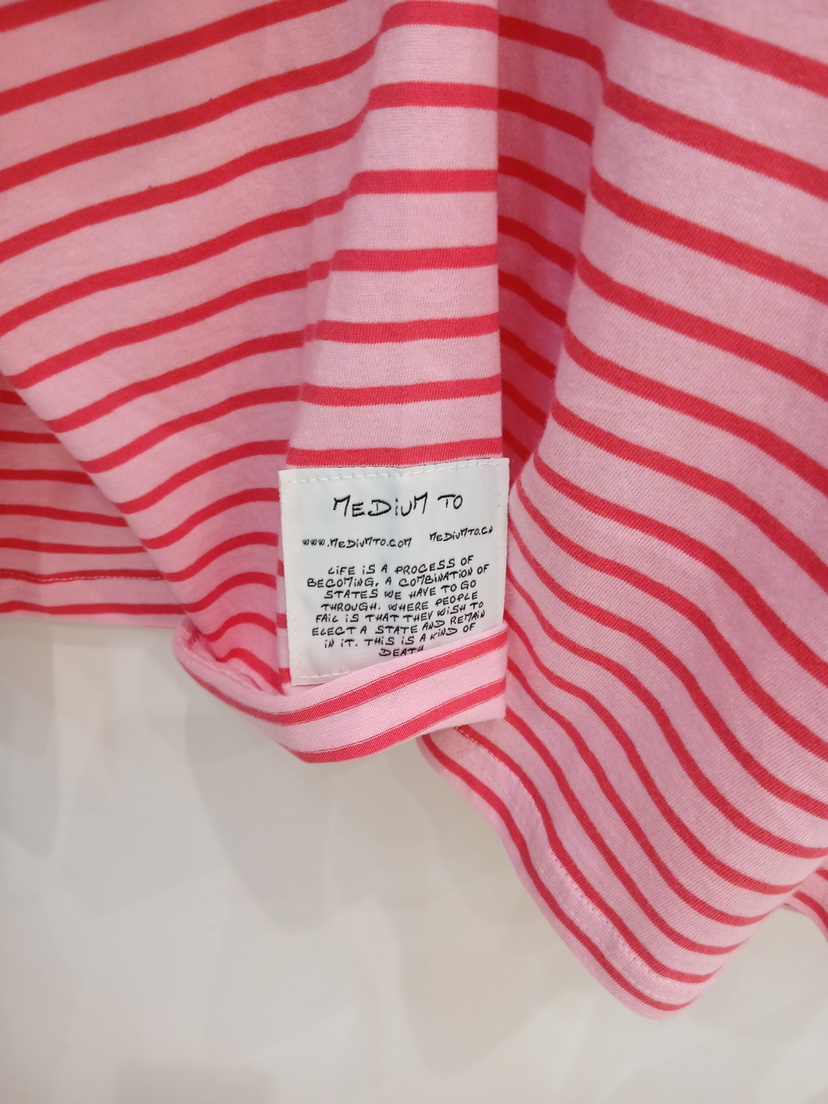 MEDIUM TO
www.MEDIUMTO.COM MEDIUMTO.CN
LIFE IS A PROCESS OF
BECOMING, A COMBINATION OF
STATES WE HAVE TO GO
THROUGH. WHERE PEOPLE
FAIL IS THAT THEY WISH TO
ELECT A STATE AND REMAIN
IN IT. THIS IS A KIND OF
DEATH